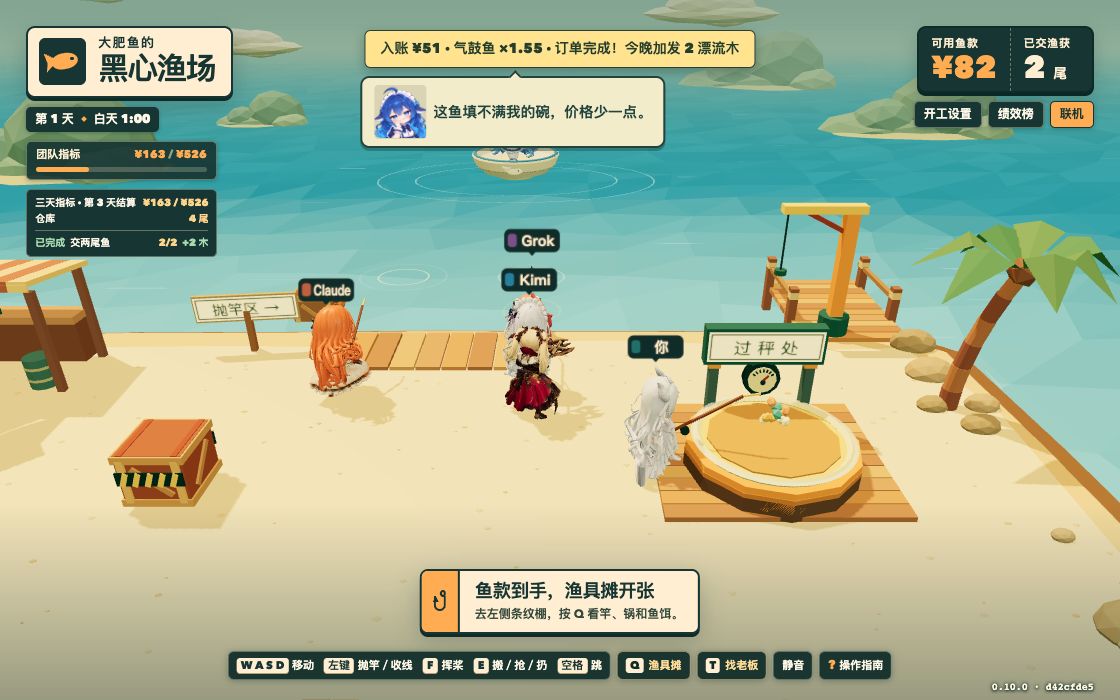 大肥鱼的
黑心渔场
第 1 天 • 白天 1:00
团队指标 ¥163 / ¥526
三天指标 · 第 3 天结算 ¥163 / ¥526
仓库 4 尾
已完成 交两尾鱼 2/2 +2 木
入账 ¥51 · 气鼓鱼 ×1.55 · 订单完成！今晚加发 2 漂流木
这鱼填不满我的碗，价格少一点。
可用鱼款 已交渔获
¥82 2 尾
开工设置 绩效榜 联机
Grok
Kimi
Claude
抛竿区 →
你
过秤处
鱼款到手，渔具摊开张
去左侧条纹棚，按 Q 看竿、锅和鱼饵。
W A S D 移动 左键 抛竿 / 收线 F 挥桨 E 搬 / 抢 / 扔 空格 跳 Q 渔具摊 T 找老板 静音 ? 操作指南
0.10.0 · d42cfde5